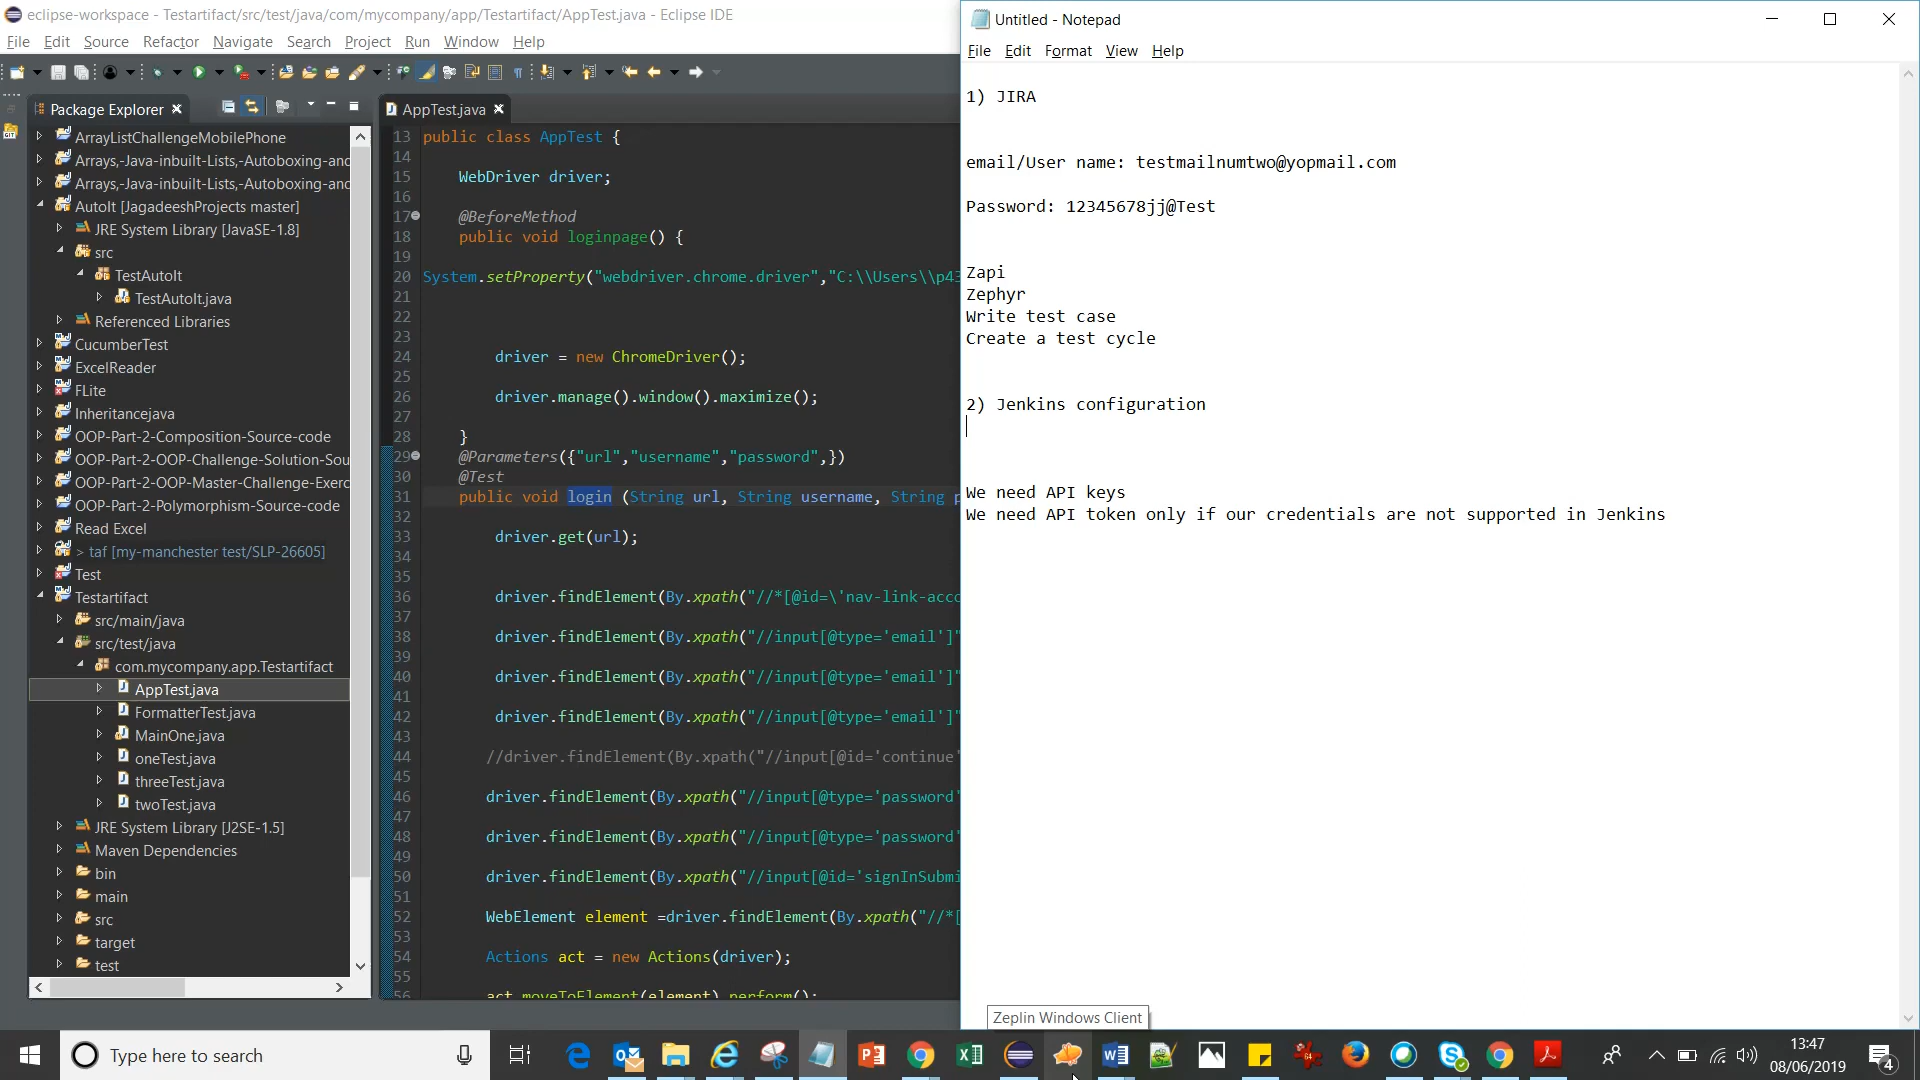 eclipse-workspace - Testartifact/src/test/java/com/mycompany/app/Testartifact/AppTest.java - Eclipse IDE
File Edit Source Refactor Navigate Search Project Run Window Help
Package Explorer
ArrayListChallengeMobilePhone
Arrays,-Java-inbuilt-Lists,-Autoboxing-and
Arrays,-Java-inbuilt-Lists,-Autoboxing-and
AutoIt [JagadeeshProjects master]
JRE System Library [JavaSE-1.8]
src
TestAutoIt
TestAutoIt.java
Referenced Libraries
CucumberTest
ExcelReader
FLite
Inheritancejava
OOP-Part-2-Composition-Source-code
OOP-Part-2-OOP-Challenge-Solution-Sou
OOP-Part-2-OOP-Master-Challenge-Exerc
OOP-Part-2-Polymorphism-Source-code
Read Excel
> taf [my-manchester test/SLP-26605]
Test
Testartifact
src/main/java
src/test/java
com.mycompany.app.Testartifact
AppTest.java
FormatterTest.java
MainOne.java
oneTest.java
threeTest.java
twoTest.java
JRE System Library [J2SE-1.5]
Maven Dependencies
bin
main
src
target
test
AppTest.java
13 public class AppTest {
14
15 WebDriver driver;
16
17 @BeforeMethod
18 public void loginpage() {
19
20 System.setProperty("webdriver.chrome.driver","C:\\Users\\p43
21
22
23
24 driver = new ChromeDriver();
25
26 driver.manage().window().maximize();
27
28 }
29 @Parameters({"url","username","password",})
30 @Test
31 public void login (String url, String username, String p
32
33 driver.get(url);
34
35
36 driver.findElement(By.xpath("//*[@id=\'nav-link-acco
37
38 driver.findElement(By.xpath("//input[@type='email']"
39
40 driver.findElement(By.xpath("//input[@type='email']"
41
42 driver.findElement(By.xpath("//input[@type='email']"
43
44 //driver.findElement(By.xpath("//input[@id='continue'
45
46 driver.findElement(By.xpath("//input[@type='password'
47
48 driver.findElement(By.xpath("//input[@type='password'
49
50 driver.findElement(By.xpath("//input[@id='signInSubmi
51
52 WebElement element =driver.findElement(By.xpath("//*[
53
54 Actions act = new Actions(driver);
55
56 act.moveToElement(element).perform();
Untitled - Notepad
File Edit Format View Help
1) JIRA
email/User name: testmailnumtwo@yopmail.com
Password: 12345678jj@Test
Zapi
Zephyr
Write test case
Create a test cycle
2) Jenkins configuration
We need API keys
We need API token only if our credentials are not supported in Jenkins
Zeplin Windows Client
Type here to search
13:47
08/06/2019
4